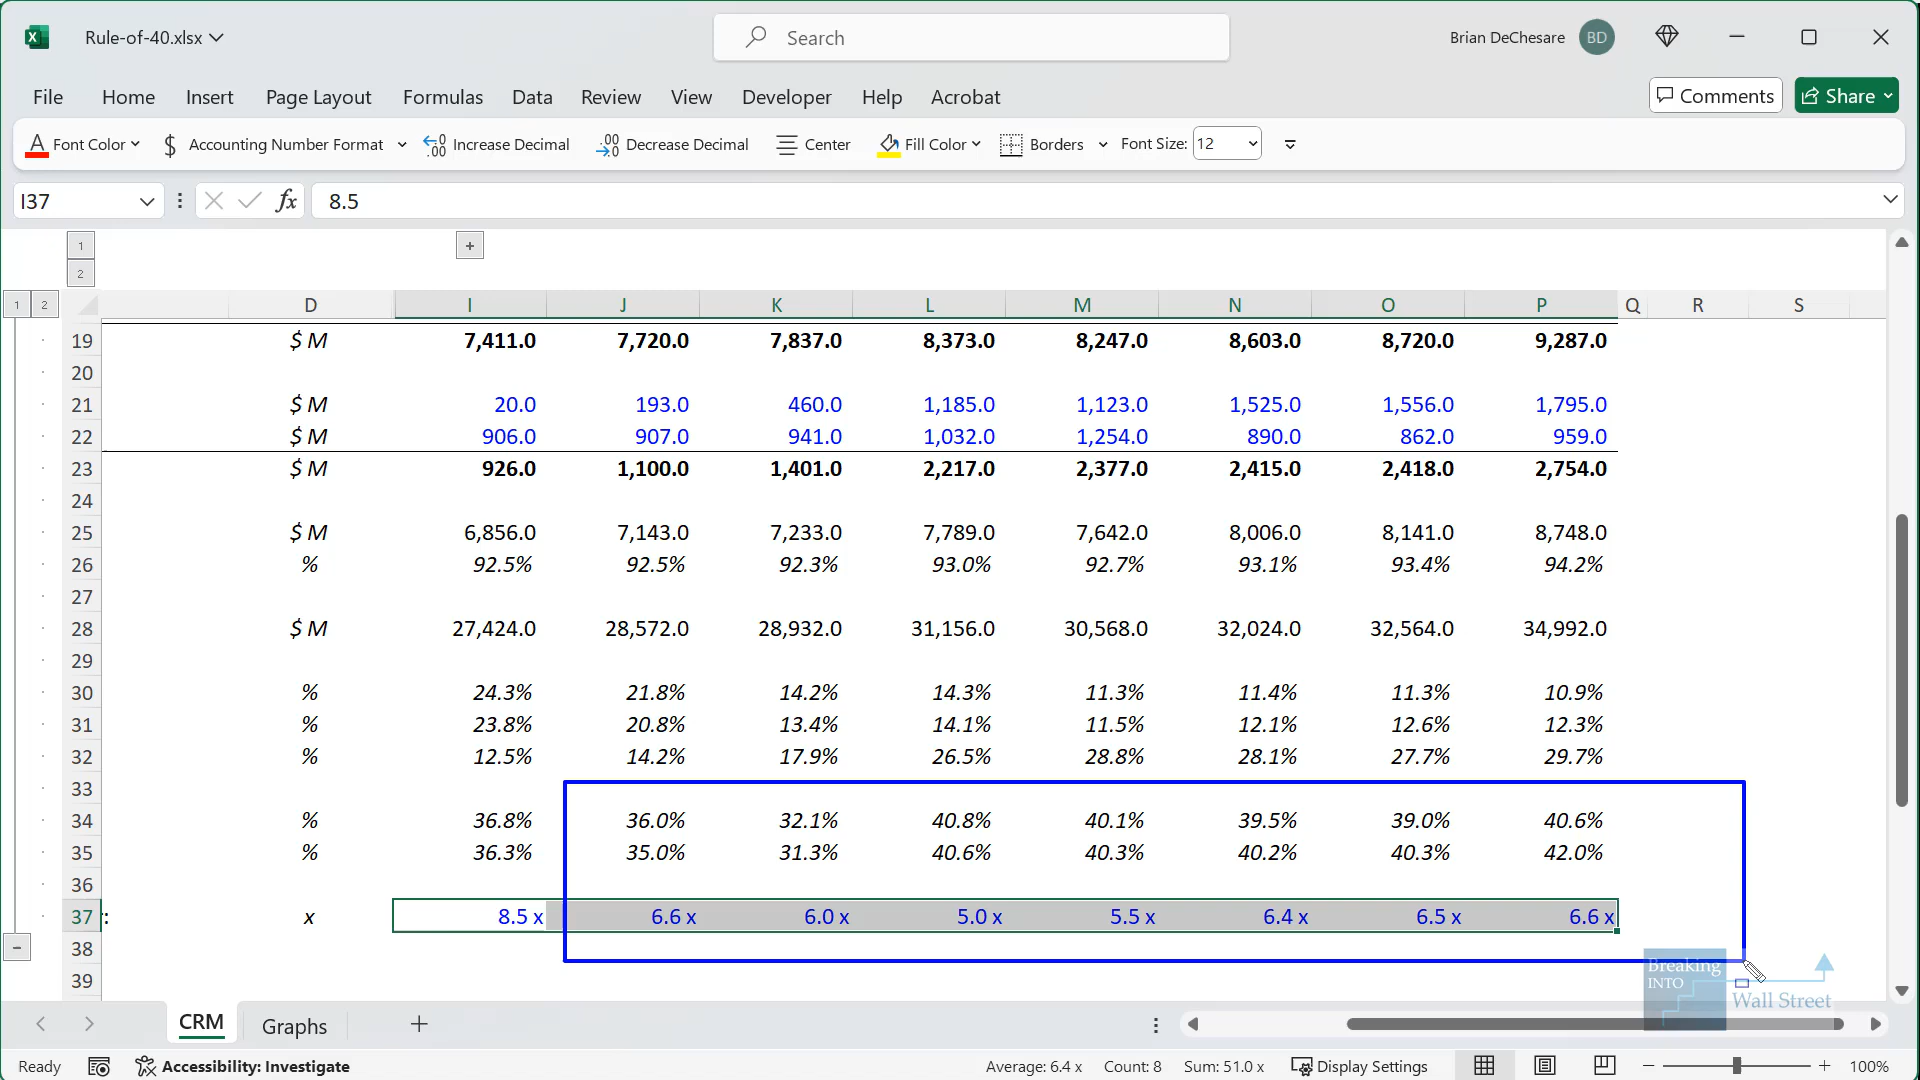 Rule-of-40.xlsx
Search
Brian DeChesare
BD
File Home Insert Page Layout Formulas Data Review View Developer Help Acrobat
Comments
Share
Font Color
Accounting Number Format
Increase Decimal
Decrease Decimal
Center
Fill Color
Borders
Font Size:
12
I37
fx
8.5
1
2
+
1 2
D I J K L M N O P Q R S
19 $ M 7,411.0 7,720.0 7,837.0 8,373.0 8,247.0 8,603.0 8,720.0 9,287.0
20
21 $ M 20.0 193.0 460.0 1,185.0 1,123.0 1,525.0 1,556.0 1,795.0
22 $ M 906.0 907.0 941.0 1,032.0 1,254.0 890.0 862.0 959.0
23 $ M 926.0 1,100.0 1,401.0 2,217.0 2,377.0 2,415.0 2,418.0 2,754.0
24
25 $ M 6,856.0 7,143.0 7,233.0 7,789.0 7,642.0 8,006.0 8,141.0 8,748.0
26 % 92.5% 92.5% 92.3% 93.0% 92.7% 93.1% 93.4% 94.2%
27
28 $ M 27,424.0 28,572.0 28,932.0 31,156.0 30,568.0 32,024.0 32,564.0 34,992.0
29
30 % 24.3% 21.8% 14.2% 14.3% 11.3% 11.4% 11.3% 10.9%
31 % 23.8% 20.8% 13.4% 14.1% 11.5% 12.1% 12.6% 12.3%
32 % 12.5% 14.2% 17.9% 26.5% 28.8% 28.1% 27.7% 29.7%
33
34 % 36.8% 36.0% 32.1% 40.8% 40.1% 39.5% 39.0% 40.6%
35 % 36.3% 35.0% 31.3% 40.6% 40.3% 40.2% 40.3% 42.0%
36
37 : x 8.5 x 6.6 x 6.0 x 5.0 x 5.5 x 6.4 x 6.5 x 6.6 x
38
39
Breaking
INTO
Wall Street
CRM
Graphs
Ready
Accessibility: Investigate
Average: 6.4 x
Count: 8
Sum: 51.0 x
Display Settings
100%